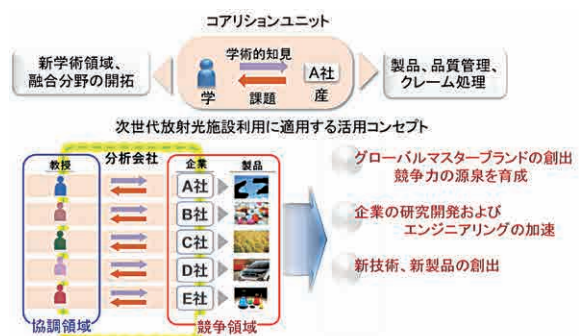 コアリションユニット
新学術領域、
融合分野の開拓
学術的知見
学
課題
A社
産
製品、品質管理、
クレーム処理
次世代放射光施設利用に適用する活用コンセプト
教授
分析会社
企業
製品
A社
B社
C社
D社
E社
協調領域
競争領域
グローバルマスターブランドの創出
競争力の源泉を育成
企業の研究開発および
エンジニアリングの加速
新技術、新製品の創出